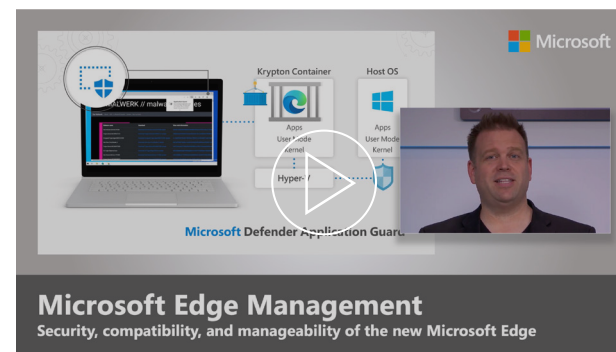 Microsoft
Krypton Container
Host OS
Apps
User Mode
Kernel
Apps
User Mode
Kernel
Hyper-V
Microsoft Defender Application Guard
Microsoft Edge Management
Security, compatibility, and manageability of the new Microsoft Edge